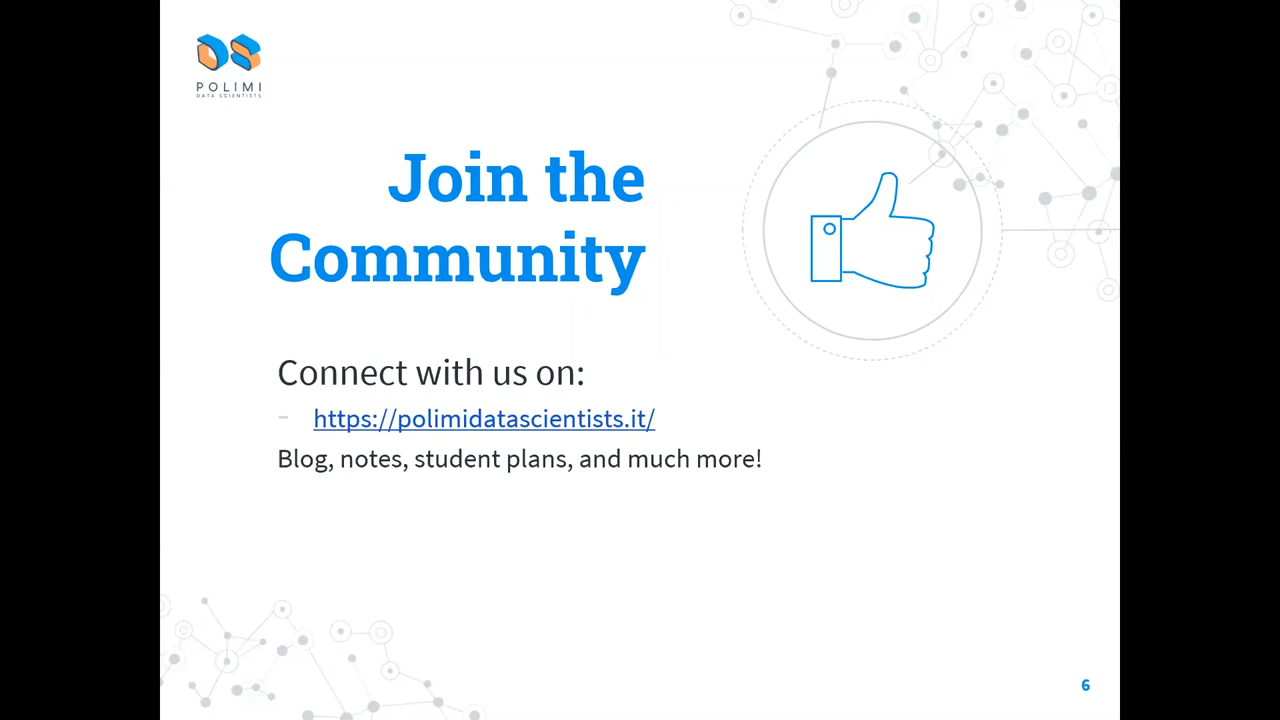 POLIMI
DATA SCIENTISTS
Join the
Community
Connect with us on:
- https://polimidatascientists.it/
Blog, notes, student plans, and much more!
6